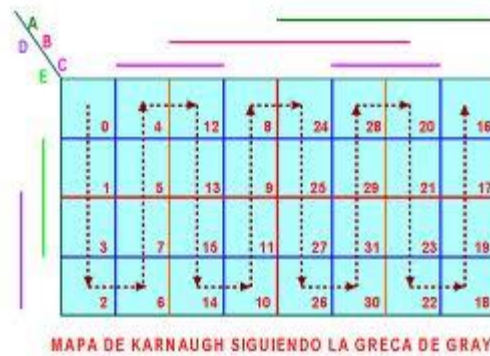 A
D B
E C
0 4 12 8 24 28 20 16
1 5 13 9 25 29 21 17
3 7 15 11 27 31 23 19
2 6 14 10 26 30 22 18
MAPA DE KARNAUGH SIGUIENDO LA GRECA DE GRAY